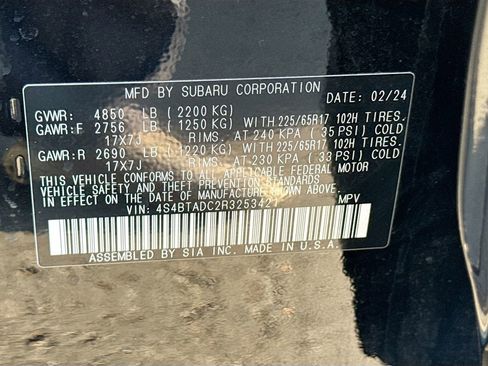 MFD BY SUBARU CORPORATION
DATE: 02/24
GVWR: 4850 LB (2200 KG)
GAWR:F 2756 LB (1250 KG) WITH 225/65R17 102H TIRES.
17X7J RIMS. AT 240 KPA (35 PSI) COLD
GAWR:R 2690 LB (1220 KG) WITH 225/65R17 102H TIRES.
17X7J RIMS. AT 230 KPA (33 PSI) COLD
THIS VEHICLE CONFORMS TO ALL APPLICABLE FEDERAL MOTOR
VEHICLE SAFETY AND THEFT PREVENTION STANDARDS
IN EFFECT ON THE DATE OF MANUFACTURE SHOWN ABOVE.
VIN: 4S4BTADC2R3253421 MPV
ASSEMBLED BY SIA INC. MADE IN U.S.A.